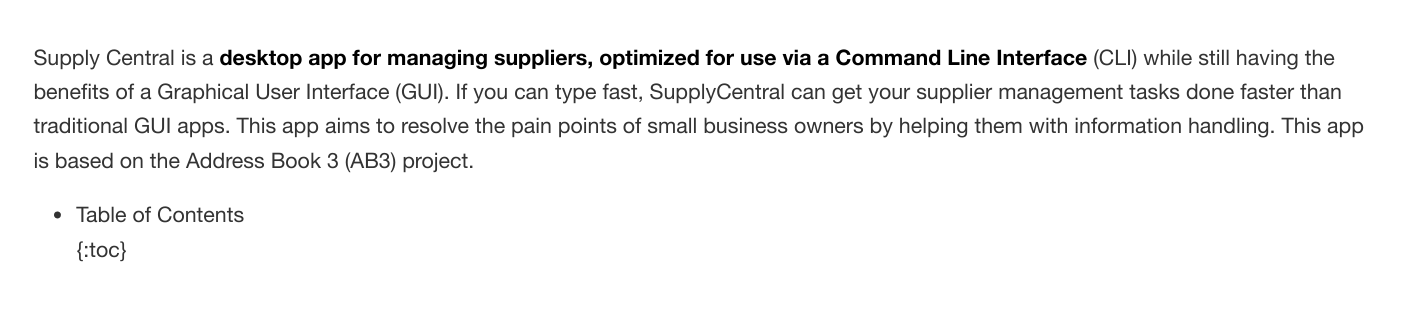 Supply Central is a desktop app for managing suppliers, optimized for use via a Command Line Interface (CLI) while still having the
benefits of a Graphical User Interface (GUI). If you can type fast, SupplyCentral can get your supplier management tasks done faster than
traditional GUI apps. This app aims to resolve the pain points of small business owners by helping them with information handling. This app
is based on the Address Book 3 (AB3) project.
• Table of Contents
{:toc}